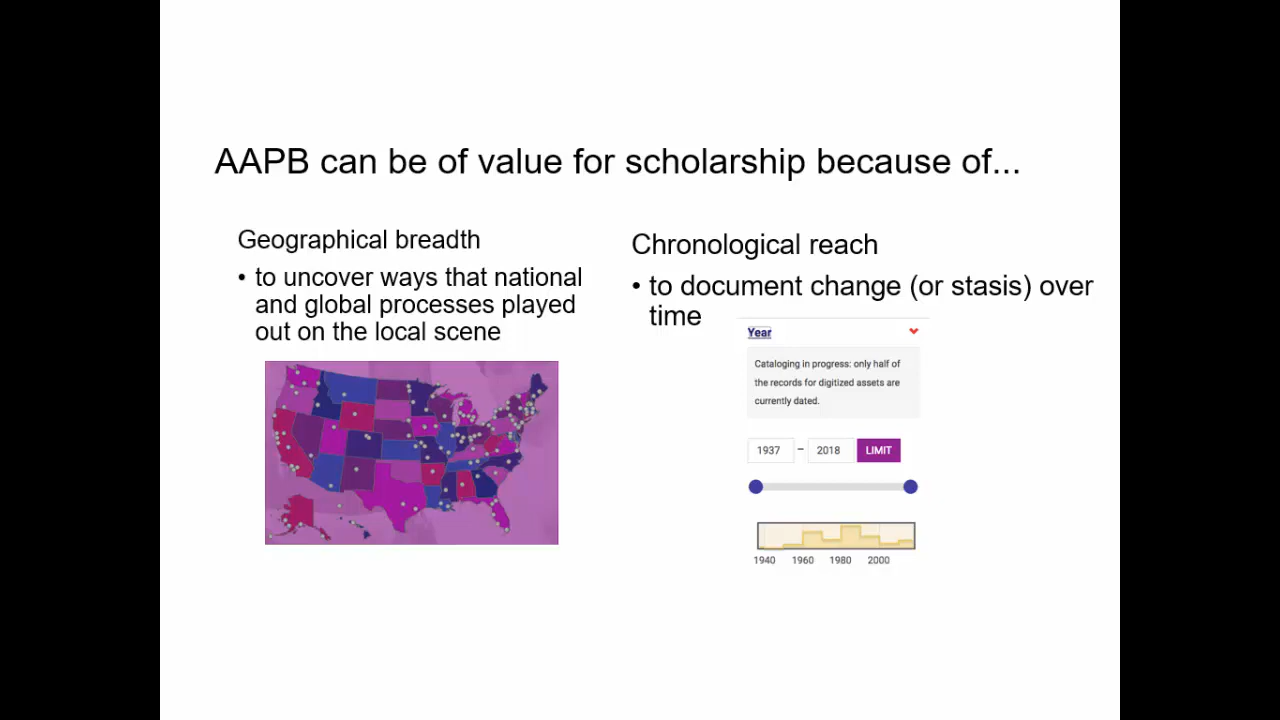 AAPB can be of value for scholarship because of...
Geographical breadth
• to uncover ways that national
and global processes played
out on the local scene
Chronological reach
• to document change (or stasis) over
time
Year
Cataloging in progress: only half of
the records for digitized assets are
currently dated.
1937 – 2018 LIMIT
1940 1960 1980 2000